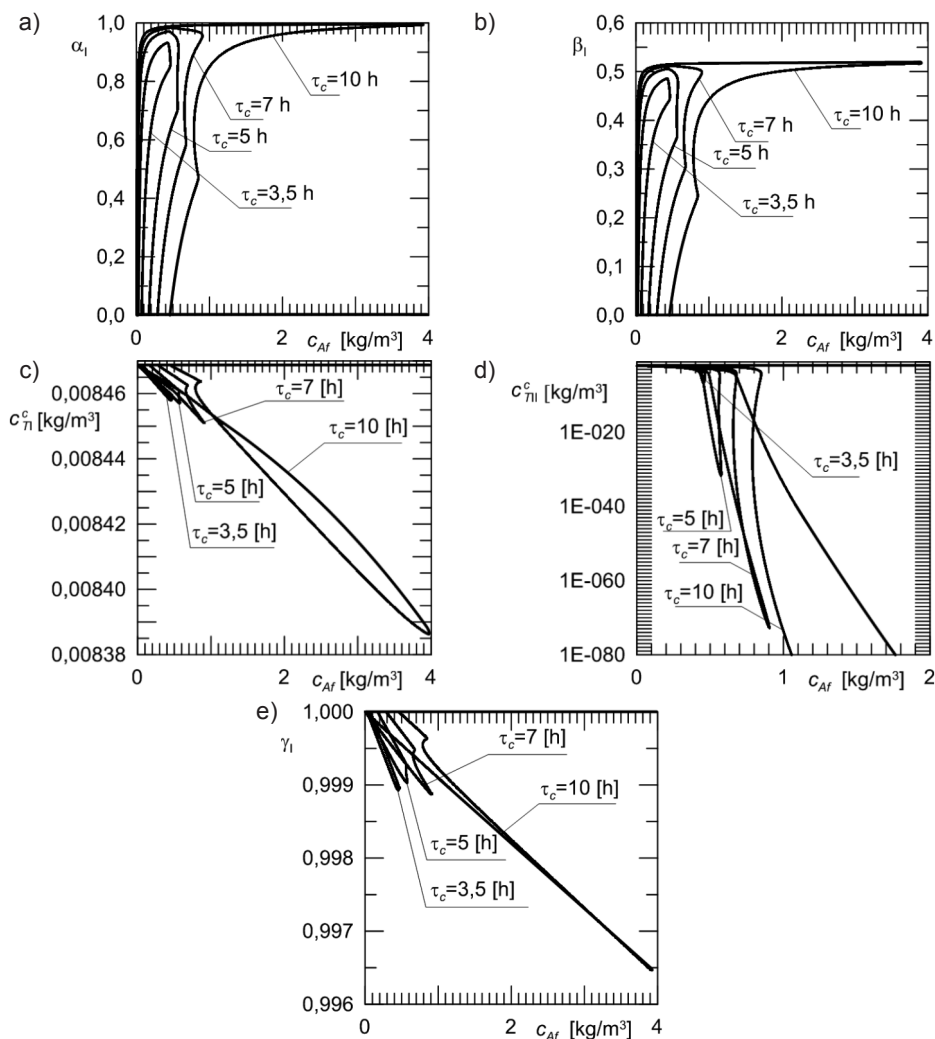 a)
1,0
α_I
0,8
0,6
0,4
0,2
0,0
τ_c=10 h
τ_c=7 h
τ_c=5 h
τ_c=3,5 h
0
2
4
c_Af [kg/m³]
b)
0,6
β_I
0,5
0,4
0,3
0,2
0,1
0,0
τ_c=10 h
τ_c=7 h
τ_c=5 h
τ_c=3,5 h
0
2
4
c_Af [kg/m³]
c)
0,00846
c^c_TI [kg/m³]
0,00844
0,00842
0,00840
0,00838
τ_c=7 [h]
τ_c=10 [h]
τ_c=5 [h]
τ_c=3,5 [h]
0
2
4
c_Af [kg/m³]
d)
c^c_TII [kg/m³]
1E-020
1E-040
1E-060
1E-080
τ_c=3,5 [h]
τ_c=5 [h]
τ_c=7 [h]
τ_c=10 [h]
0
1
2
c_Af [kg/m³]
e)
1,000
γ_I
0,999
0,998
0,997
0,996
τ_c=7 [h]
τ_c=10 [h]
τ_c=5 [h]
τ_c=3,5 [h]
0
2
4
c_Af [kg/m³]